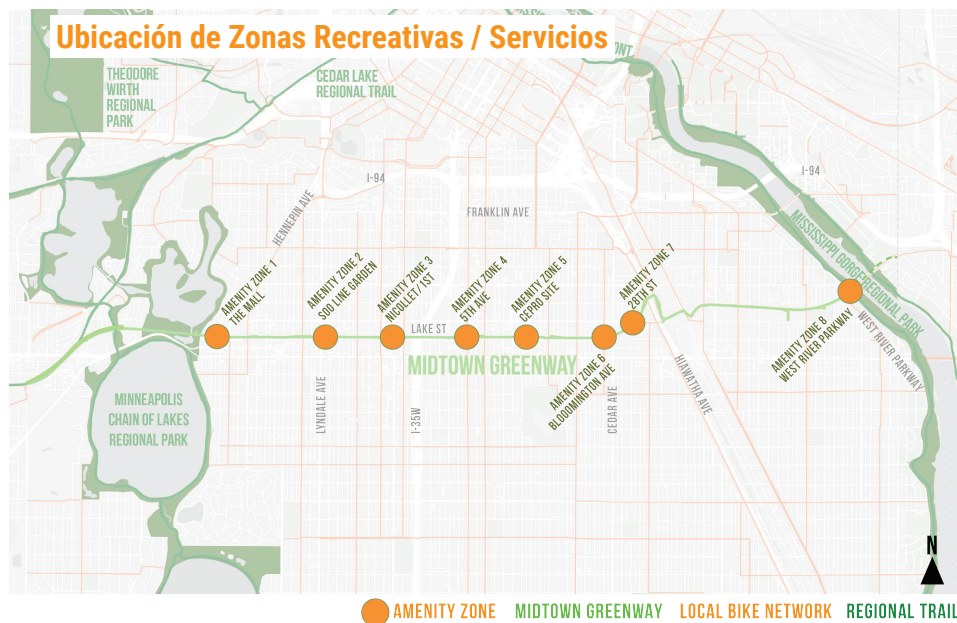 Ubicación de Zonas Recreativas / Servicios
THEODORE
WIRTH
REGIONAL
PARK
CEDAR LAKE
REGIONAL TRAIL
I-94
I-94
HENNEPIN AVE
FRANKLIN AVE
AMENITY ZONE 1
THE MALL
AMENITY ZONE 2
SOO LINE GARDEN
AMENITY ZONE 3
NICOLLET/1ST
AMENITY ZONE 4
5TH AVE
AMENITY ZONE 5
CEPRO SITE
AMENITY ZONE 7
28TH ST
MISSISSIPPI GORGE REGIONAL PARK
LAKE ST
MIDTOWN GREENWAY
AMENITY ZONE 6
BLOOOMINGTON AVE
AMENITY ZONE 8
WEST RIVER PARKWAY
WEST RIVER PARKWAY
MINNEAPOLIS
CHAIN OF LAKES
REGIONAL PARK
LYNDALE AVE
I-35W
CEDAR AVE
HIAWATHA AVE
N
AMENITY ZONE
MIDTOWN GREENWAY
LOCAL BIKE NETWORK
REGIONAL TRAIL